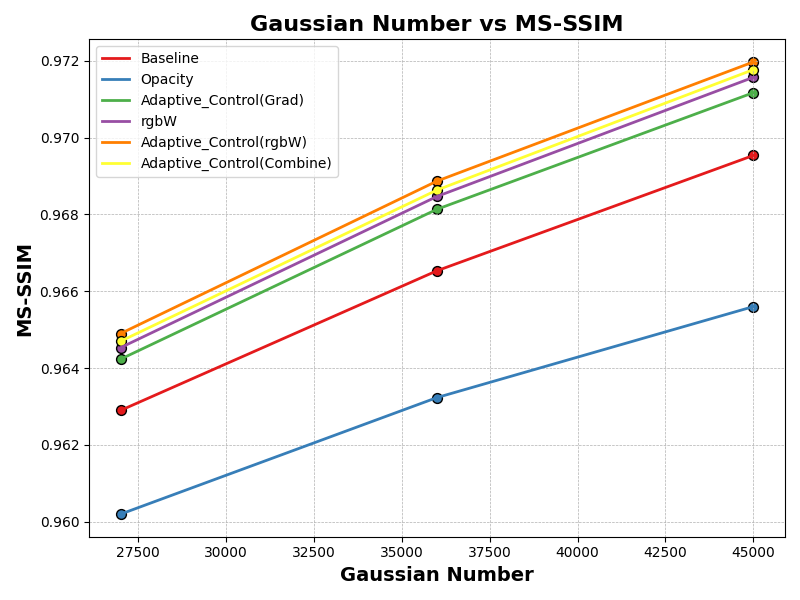 Gaussian Number vs MS-SSIM
Baseline
Opacity
Adaptive_Control(Grad)
rgbW
Adaptive_Control(rgbW)
Adaptive_Control(Combine)
MS-SSIM
0.972
0.970
0.968
0.966
0.964
0.962
0.960
27500 30000 32500 35000 37500 40000 42500 45000
Gaussian Number